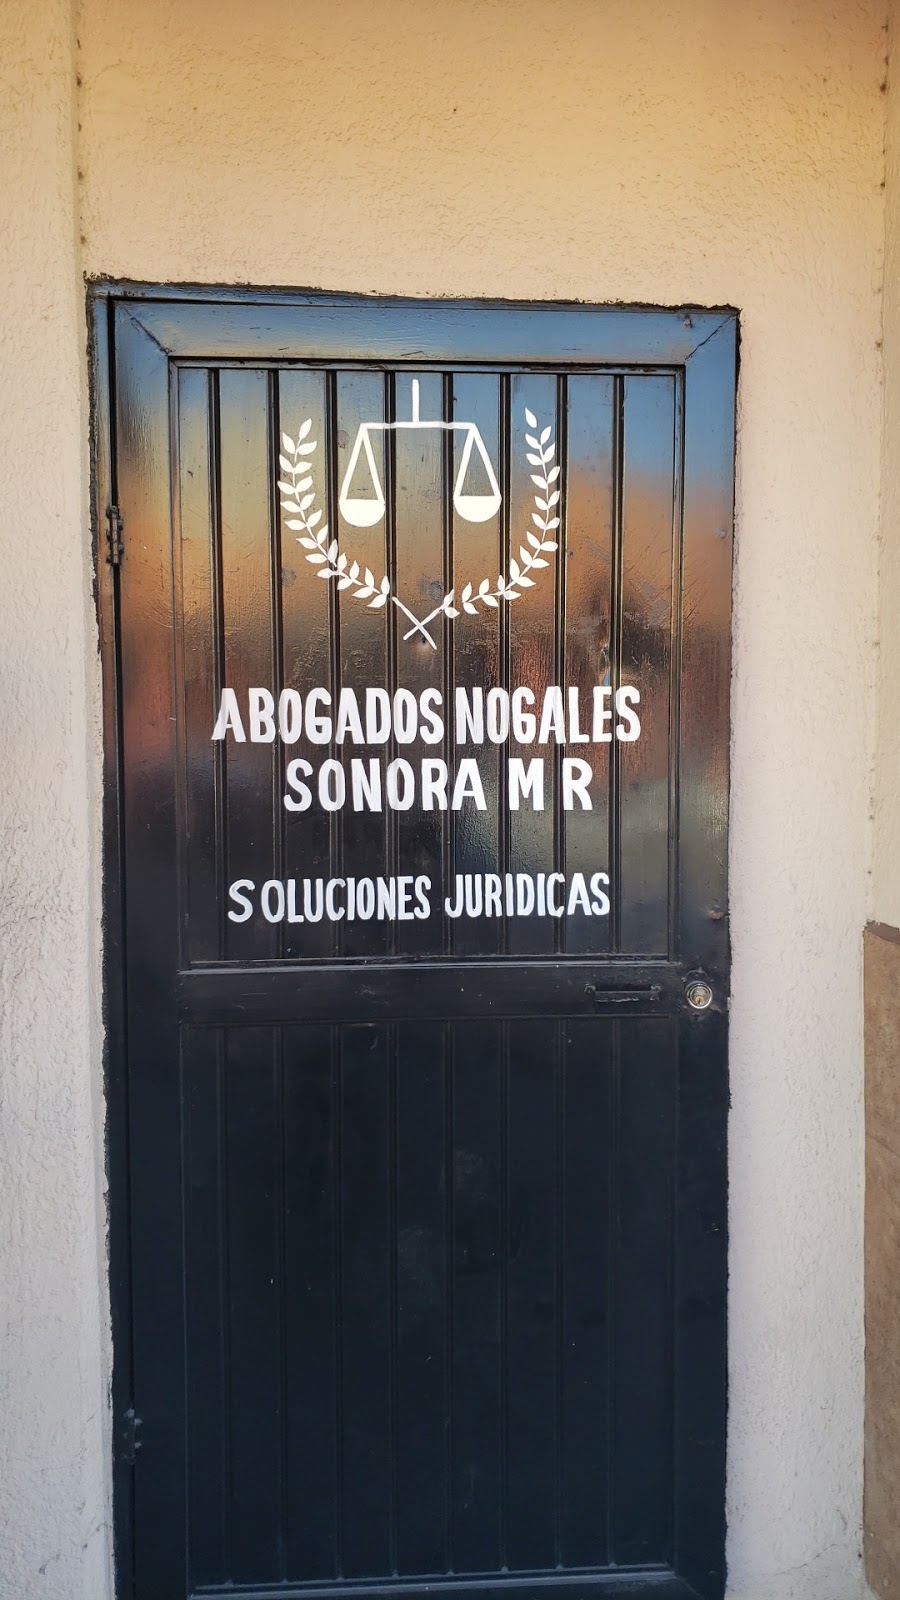 ABOGADOS NOGALES
SONORA M R
SOLUCIONES JURIDICAS